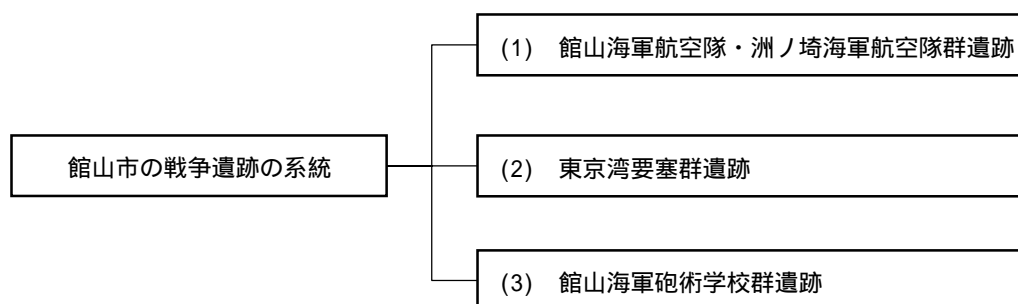 (1) 館山海軍航空隊・洲ノ埼海軍航空隊群遺跡
館山市の戦争遺跡の系統
(2) 東京湾要塞群遺跡
(3) 館山海軍砲術学校群遺跡